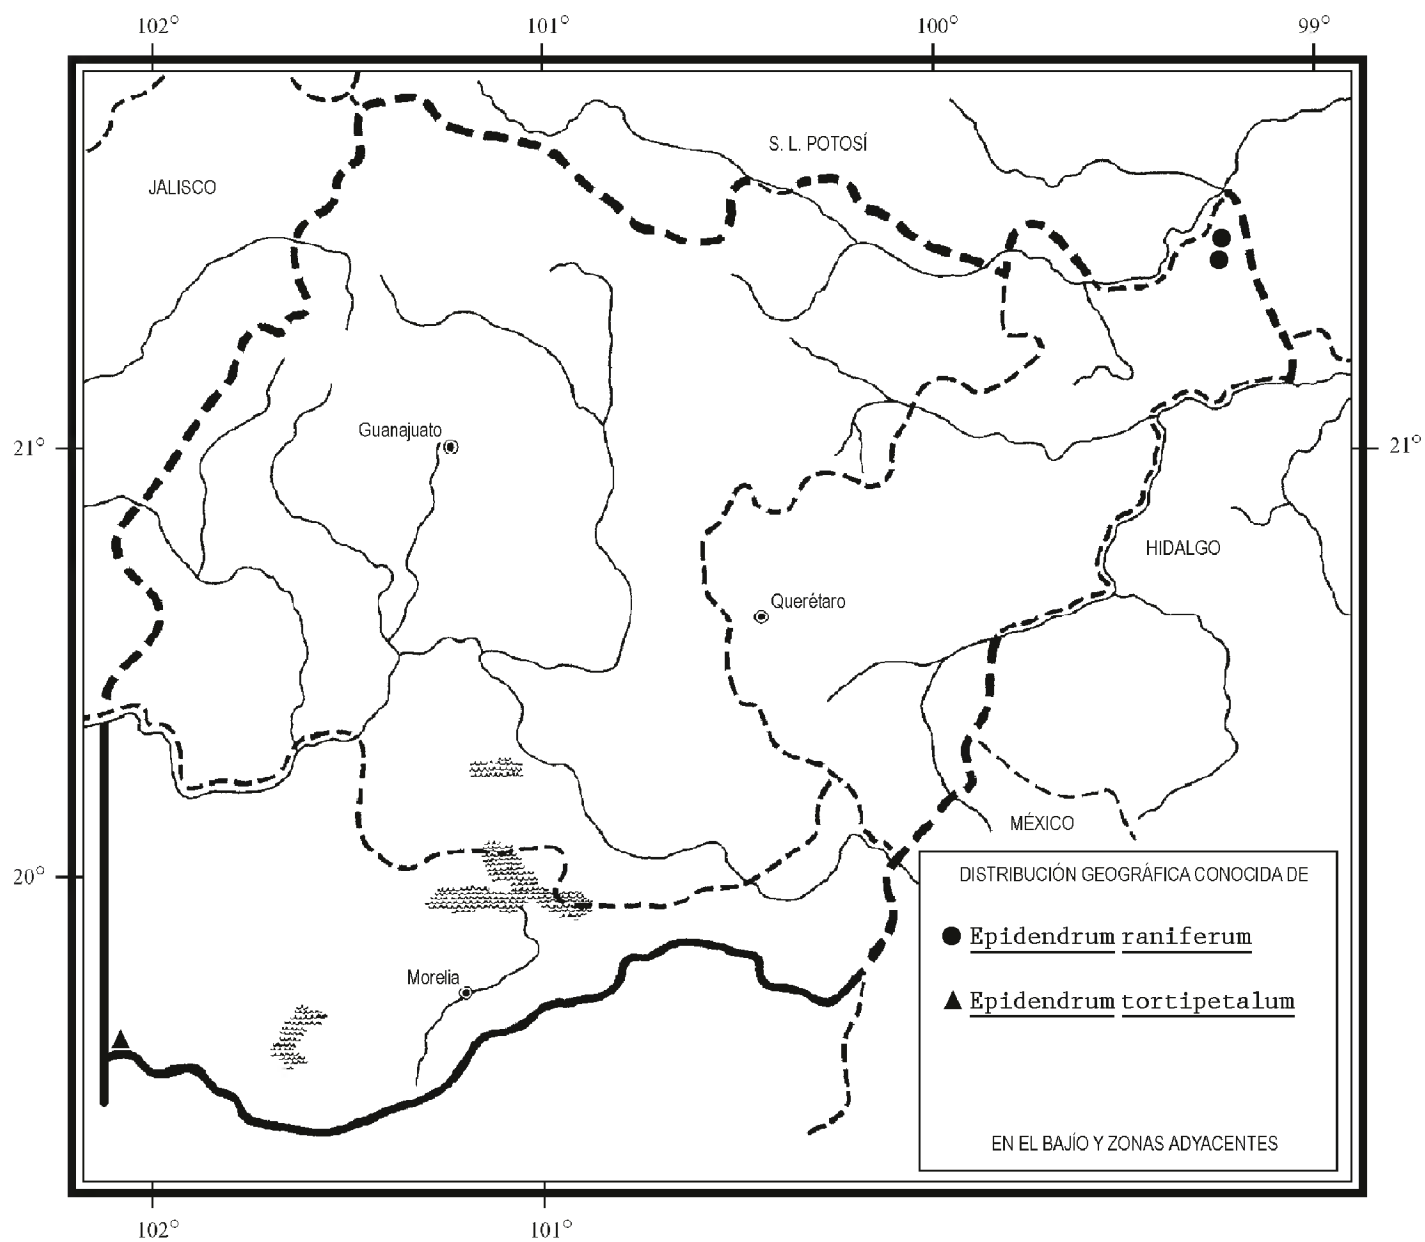 102° 101° 100° 99°
S. L. POTOSÍ
JALISCO
Guanajuato
21° 21°
HIDALGO
Querétaro
MÉXICO
20°
DISTRIBUCIÓN GEOGRÁFICA CONOCIDA DE
Epidendrum raniferum
Morelia
Epidendrum tortipetalum
EN EL BAJÍO Y ZONAS ADYACENTES
102° 101°